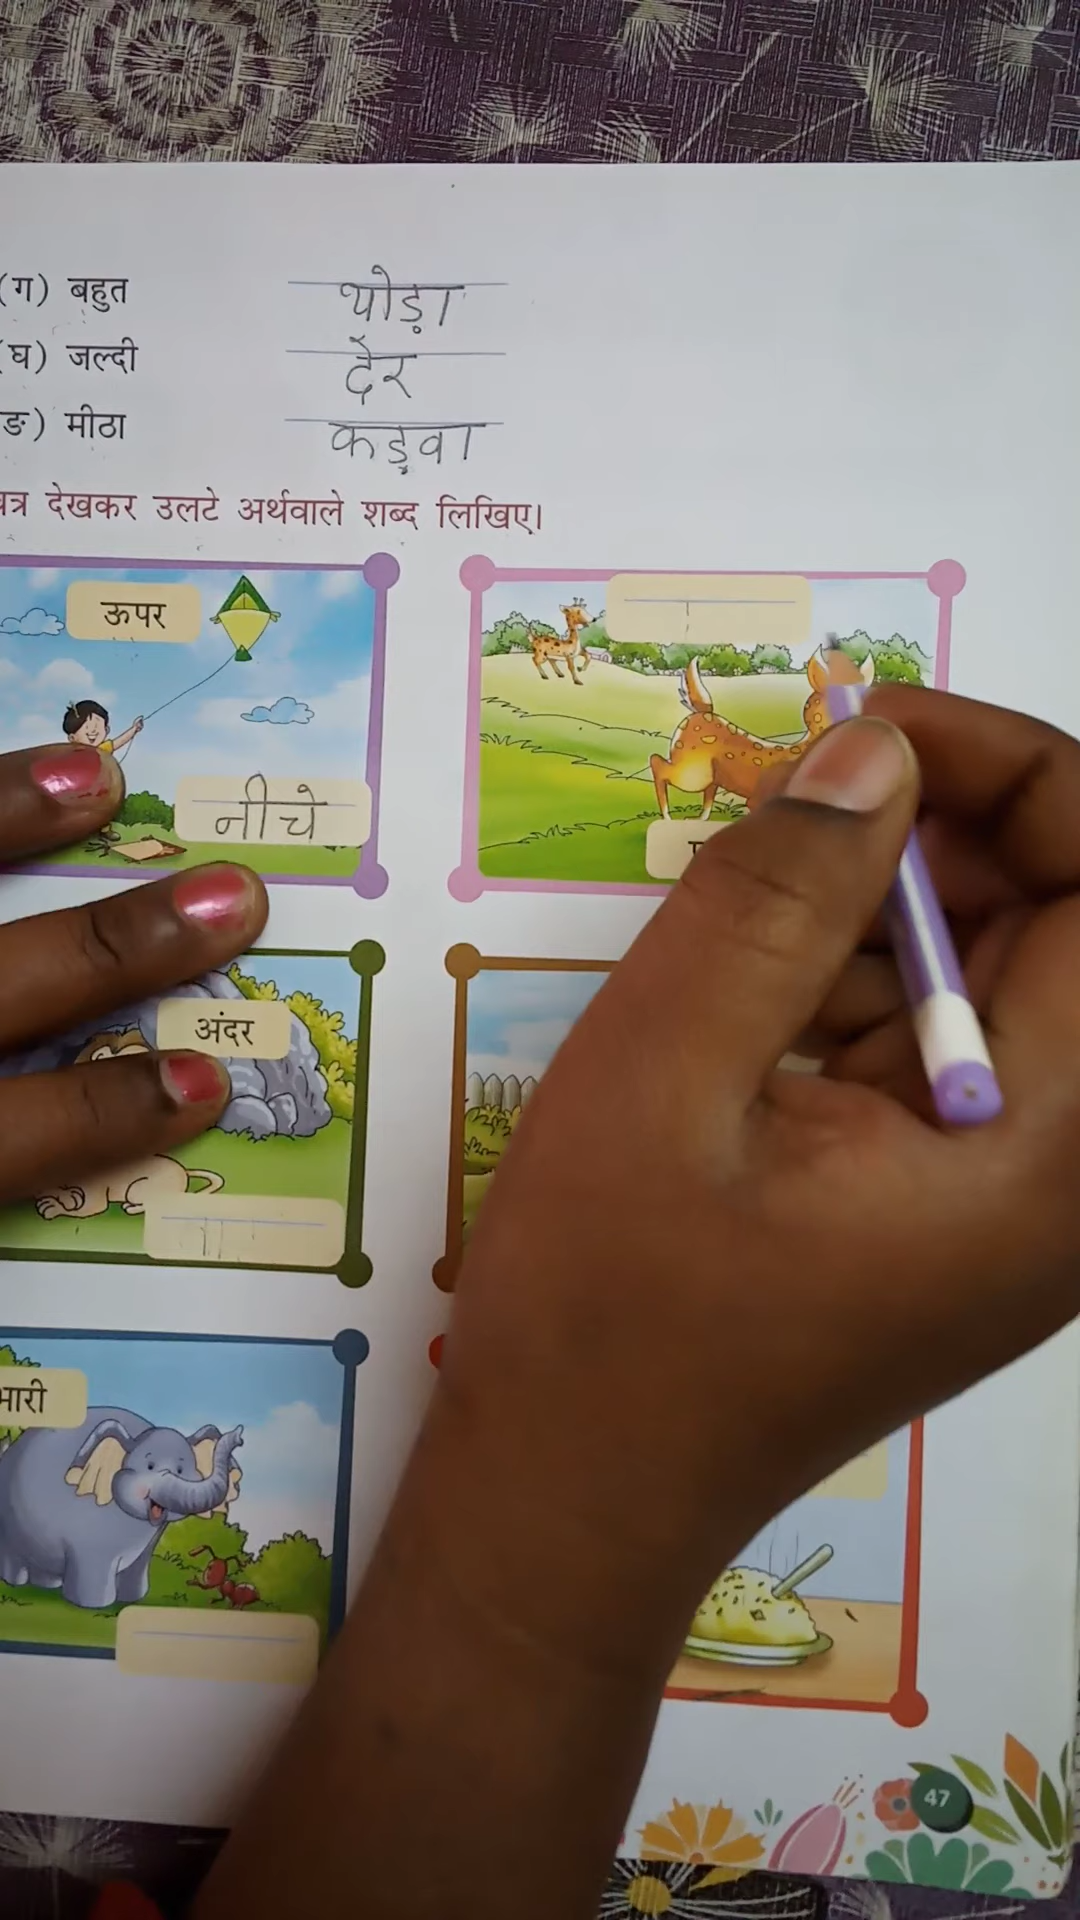 (ग) बहुत थोड़ा
(घ) जल्दी देर
ङ) मीठा कड़वा
देखकर उलटे अर्थवाले शब्द लिखिए।
ऊपर
नीचे
अंदर
भारी
47